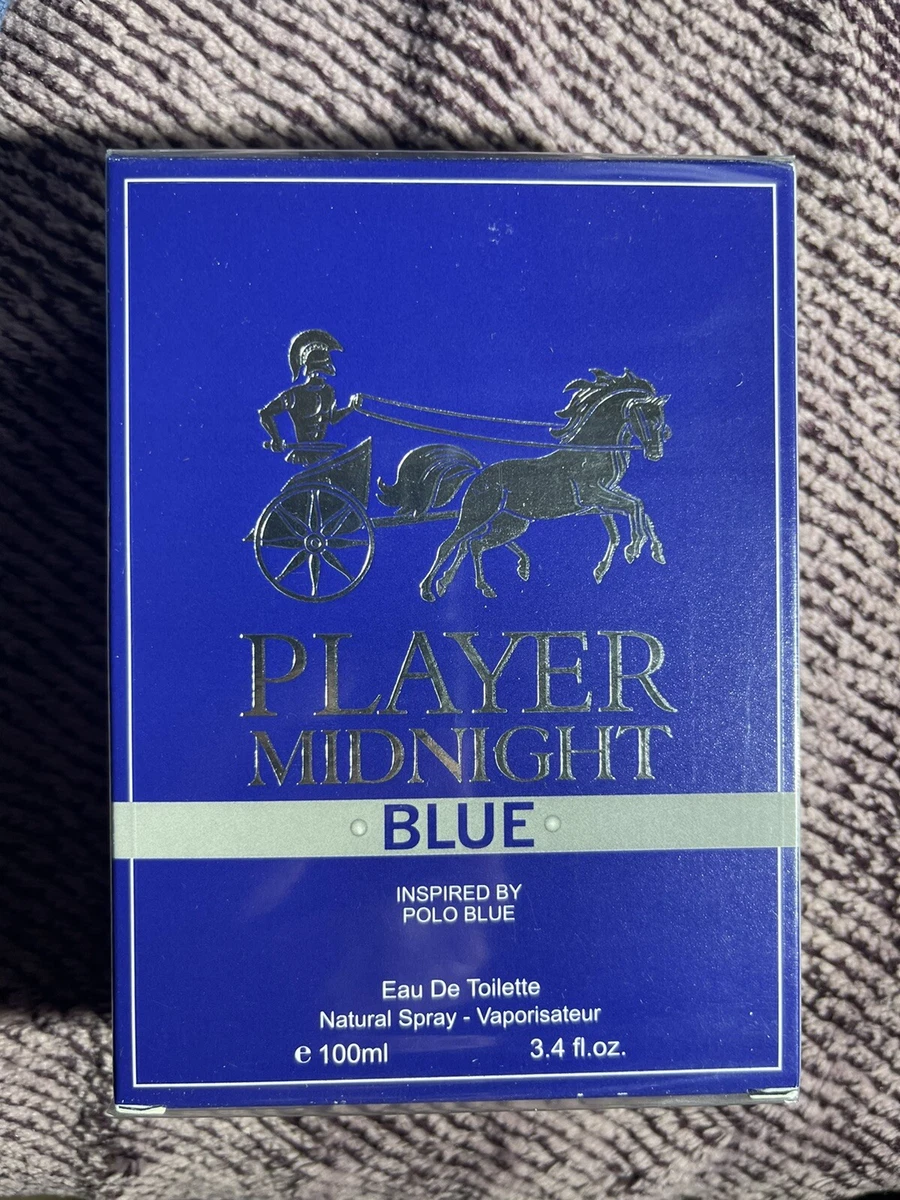 PLAYER
MIDNIGHT
BLUE
INSPIRED BY
POLO BLUE
Eau De Toilette
Natural Spray - Vaporisateur
℮ 100ml 3.4 fl.oz.